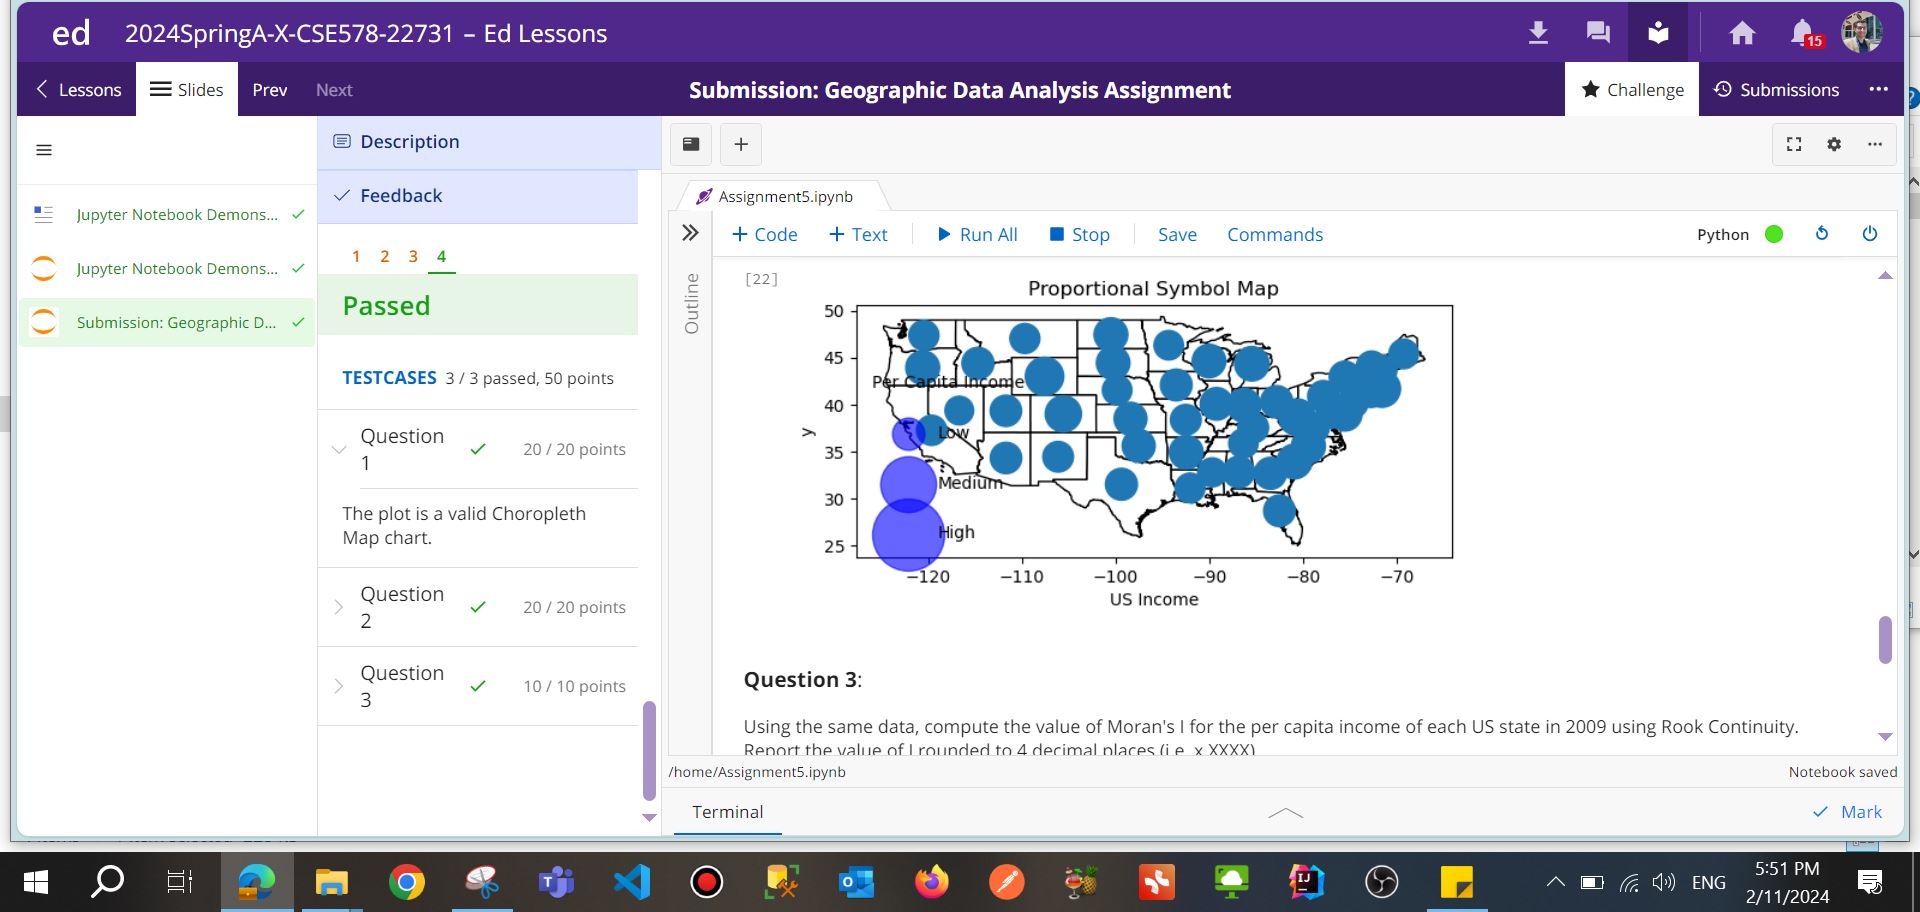 ed 2024SpringA-X-CSE578-22731 – Ed Lessons 15
Lessons Slides Prev Next Submission: Geographic Data Analysis Assignment Challenge Submissions
Jupyter Notebook Demons...
Jupyter Notebook Demons...
Submission: Geographic D...
Description
Feedback
1 2 3 4
Passed
TESTCASES 3 / 3 passed, 50 points
Question 1 20 / 20 points
The plot is a valid Choropleth
Map chart.
Question 2 20 / 20 points
Question 3 10 / 10 points
Assignment5.ipynb
Code Text Run All Stop Save Commands Python
Outline
[22]
Proportional Symbol Map
50
45
40
35
30
25
y
Per Capita Income
Low
Medium
High
−120 −110 −100 −90 −80 −70
US Income
Question 3:
Using the same data, compute the value of Moran's I for the per capita income of each US state in 2009 using Rook Continuity.
Report the value of I rounded to 4 decimal places (i.e. x.XXXX)
/home/Assignment5.ipynb Notebook saved
Terminal Mark
ENG
5:51 PM
2/11/2024